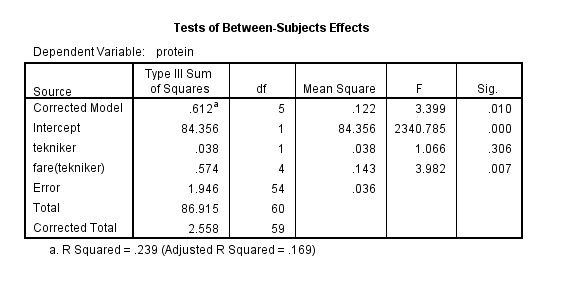 Tests of Between-Subjects Effects
Dependent Variable: protein
Source Type III Sum of Squares df Mean Square F Sig.
Corrected Model .612a 5 .122 3.399 .010
Intercept 84.356 1 84.356 2340.785 .000
tekniker .038 1 .038 1.066 .306
fare(tekniker) .574 4 .143 3.982 .007
Error 1.946 54 .036
Total 86.915 60
Corrected Total 2.558 59
a. R Squared = .239 (Adjusted R Squared = .169)